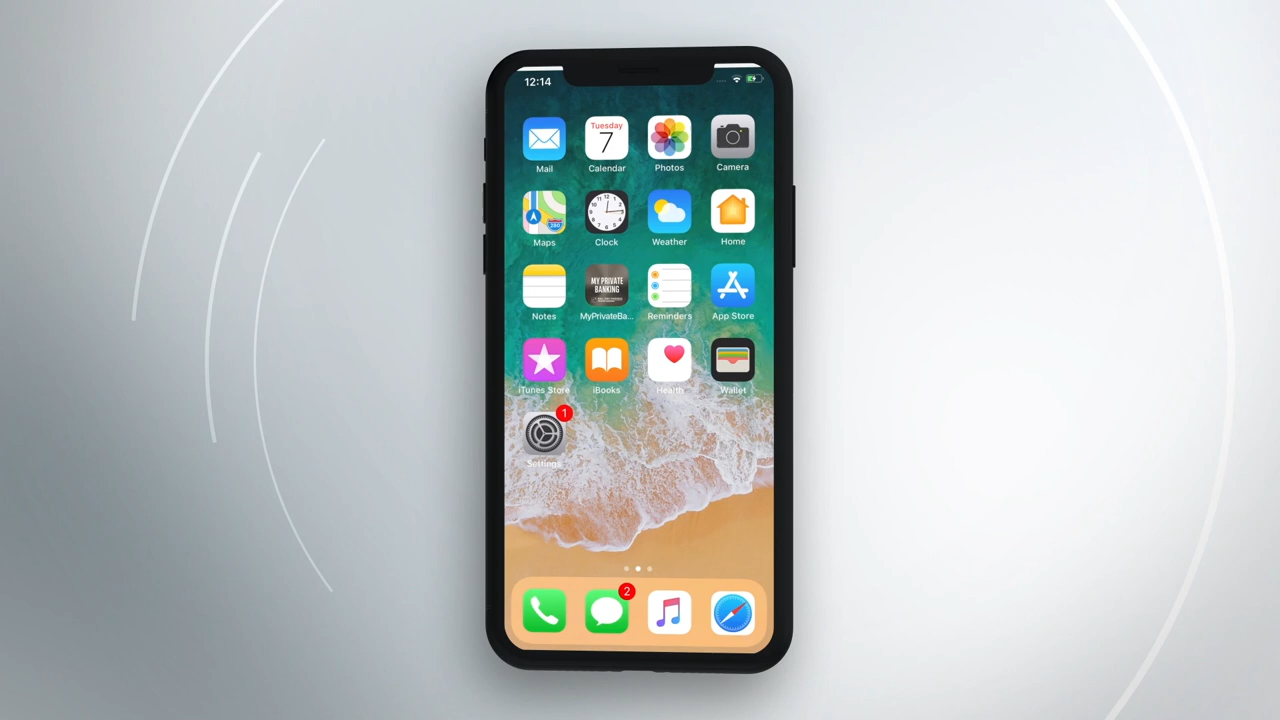 12:14
Tuesday
7
Mail
Calendar
Photos
Camera
Maps
Clock
Weather
Home
MY PRIVATE
BANKING
Notes
MyPrivateBa...
Reminders
App Store
iTunes Store
iBooks
Health
Wallet
1
Settings
2